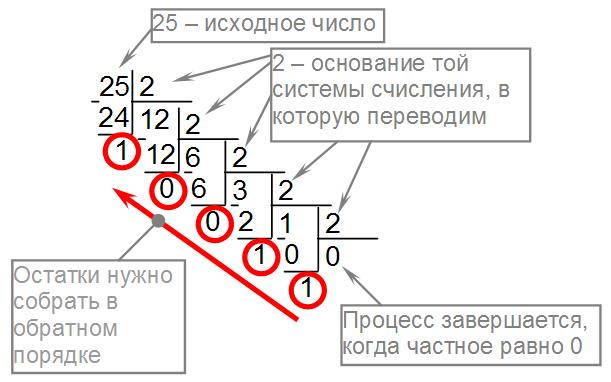 25 – исходное число
2 – основание той
системы счисления, в
которую переводим
25 2
24 12 2
1 12 6 2
0 6 3 2
0 2 1 2
1 0 0
1
Остатки нужно
собрать в
обратном
порядке
Процесс завершается,
когда частное равно 0